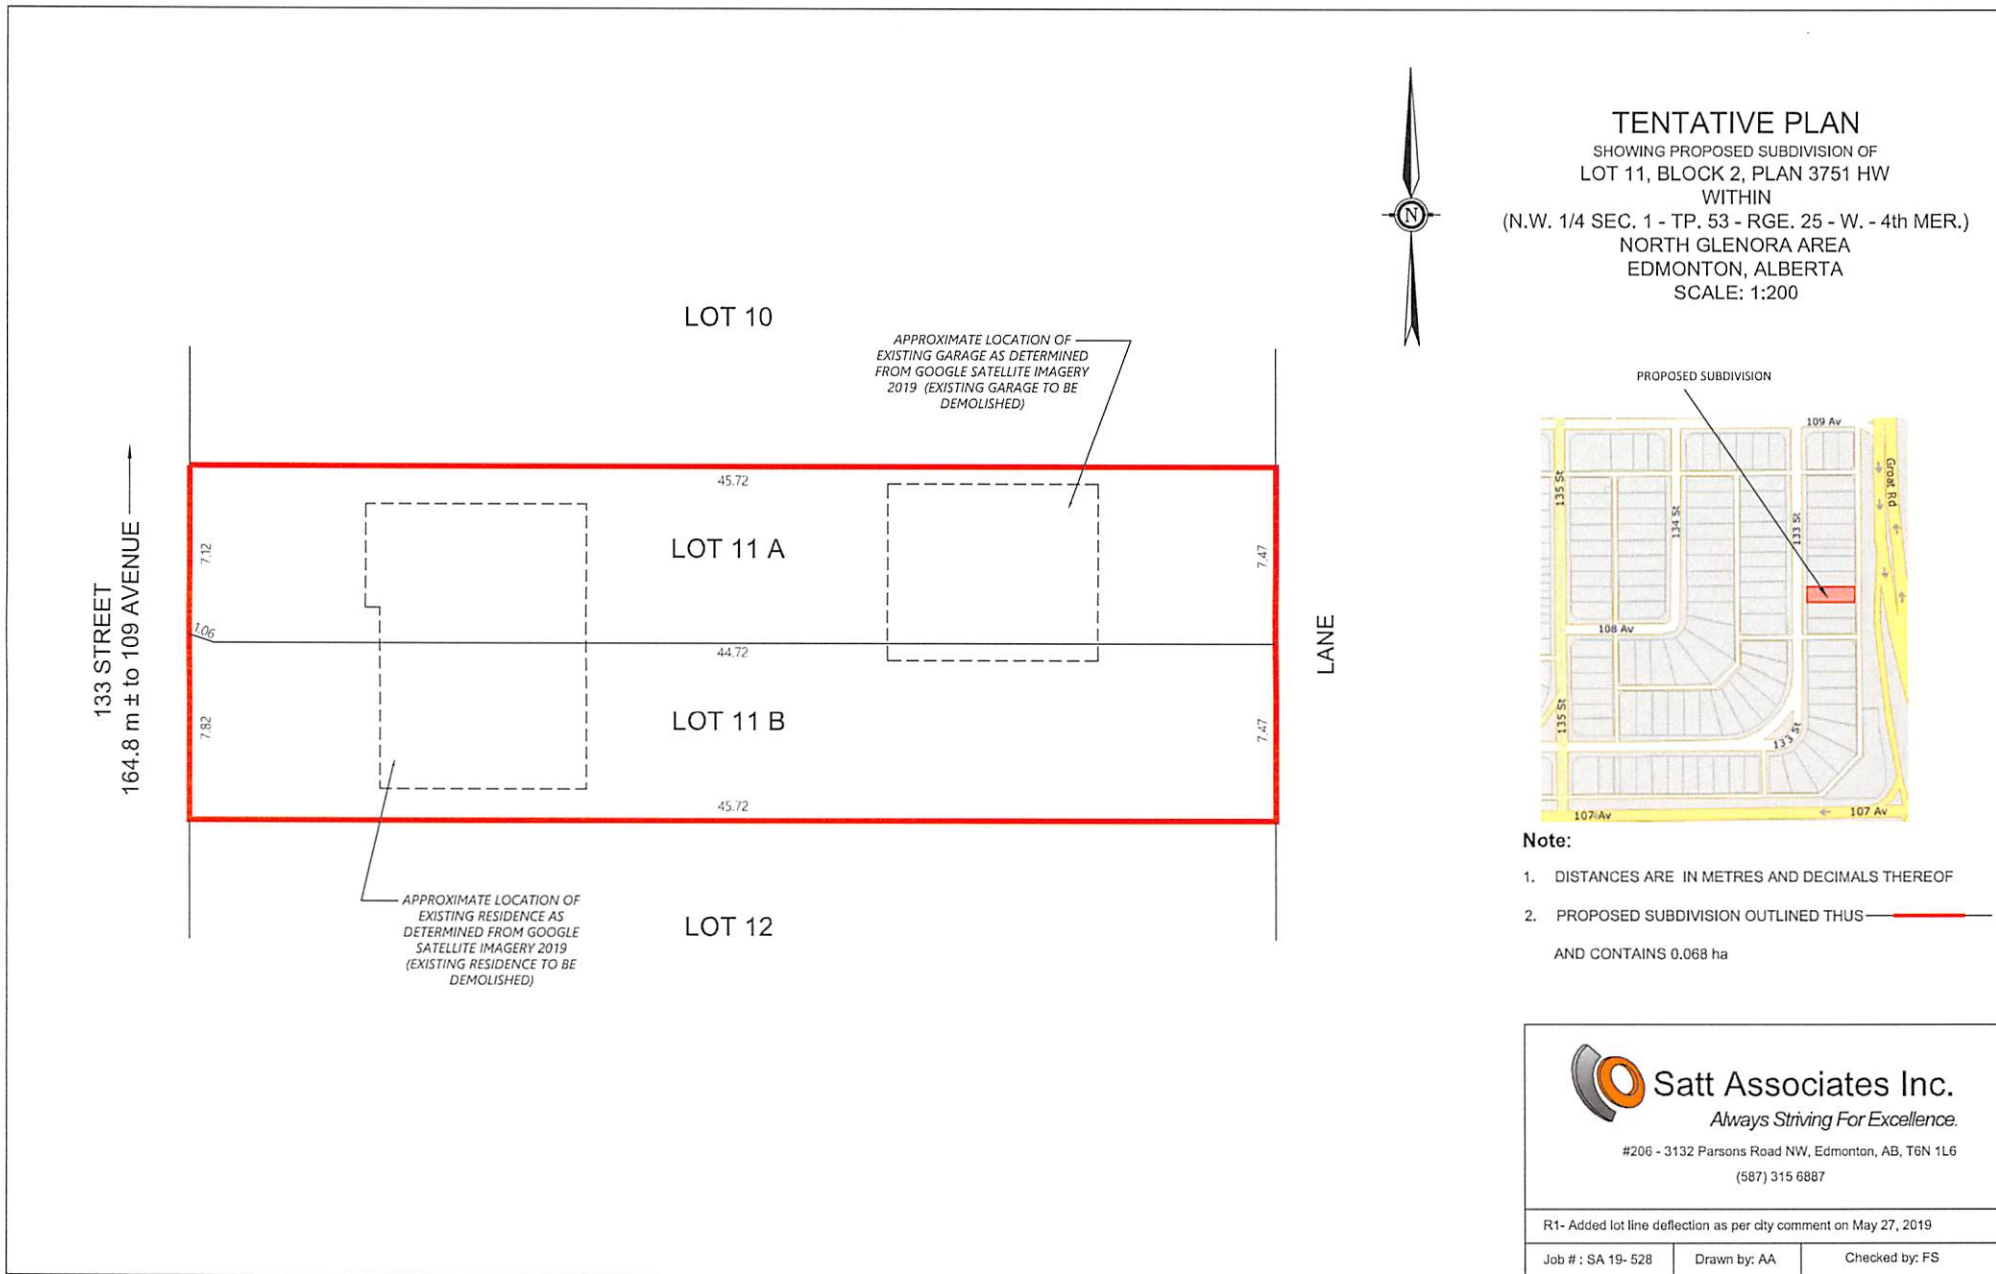 TENTATIVE PLAN
SHOWING PROPOSED SUBDIVISION OF
LOT 11, BLOCK 2, PLAN 3751 HW
WITHIN
(N.W. 1/4 SEC. 1 - TP. 53 - RGE. 25 - W. - 4th MER.)
NORTH GLENORA AREA
EDMONTON, ALBERTA
SCALE: 1:200
N
LOT 10
APPROXIMATE LOCATION OF
EXISTING GARAGE AS DETERMINED
FROM GOOGLE SATELLITE IMAGERY
2019 (EXISTING GARAGE TO BE
DEMOLISHED)
133 STREET
164.8 m ± to 109 AVENUE
45.72
7.12
LOT 11 A
7.47
1.06
44.72
7.82
LOT 11 B
7.47
45.72
LANE
APPROXIMATE LOCATION OF
EXISTING RESIDENCE AS
DETERMINED FROM GOOGLE
SATELLITE IMAGERY 2019
(EXISTING RESIDENCE TO BE
DEMOLISHED)
LOT 12
PROPOSED SUBDIVISION
109 Av
135 St
134 St
133 St
Groat Rd
108 Av
135 St
133 St
107 Av
107 Av
Note:
1. DISTANCES ARE IN METRES AND DECIMALS THEREOF
2. PROPOSED SUBDIVISION OUTLINED THUS
AND CONTAINS 0.068 ha
Satt Associates Inc.
Always Striving For Excellence.
#206 - 3132 Parsons Road NW, Edmonton, AB, T6N 1L6
(587) 315 6887
R1- Added lot line deflection as per city comment on May 27, 2019
Job # : SA 19- 528
Drawn by: AA
Checked by: FS